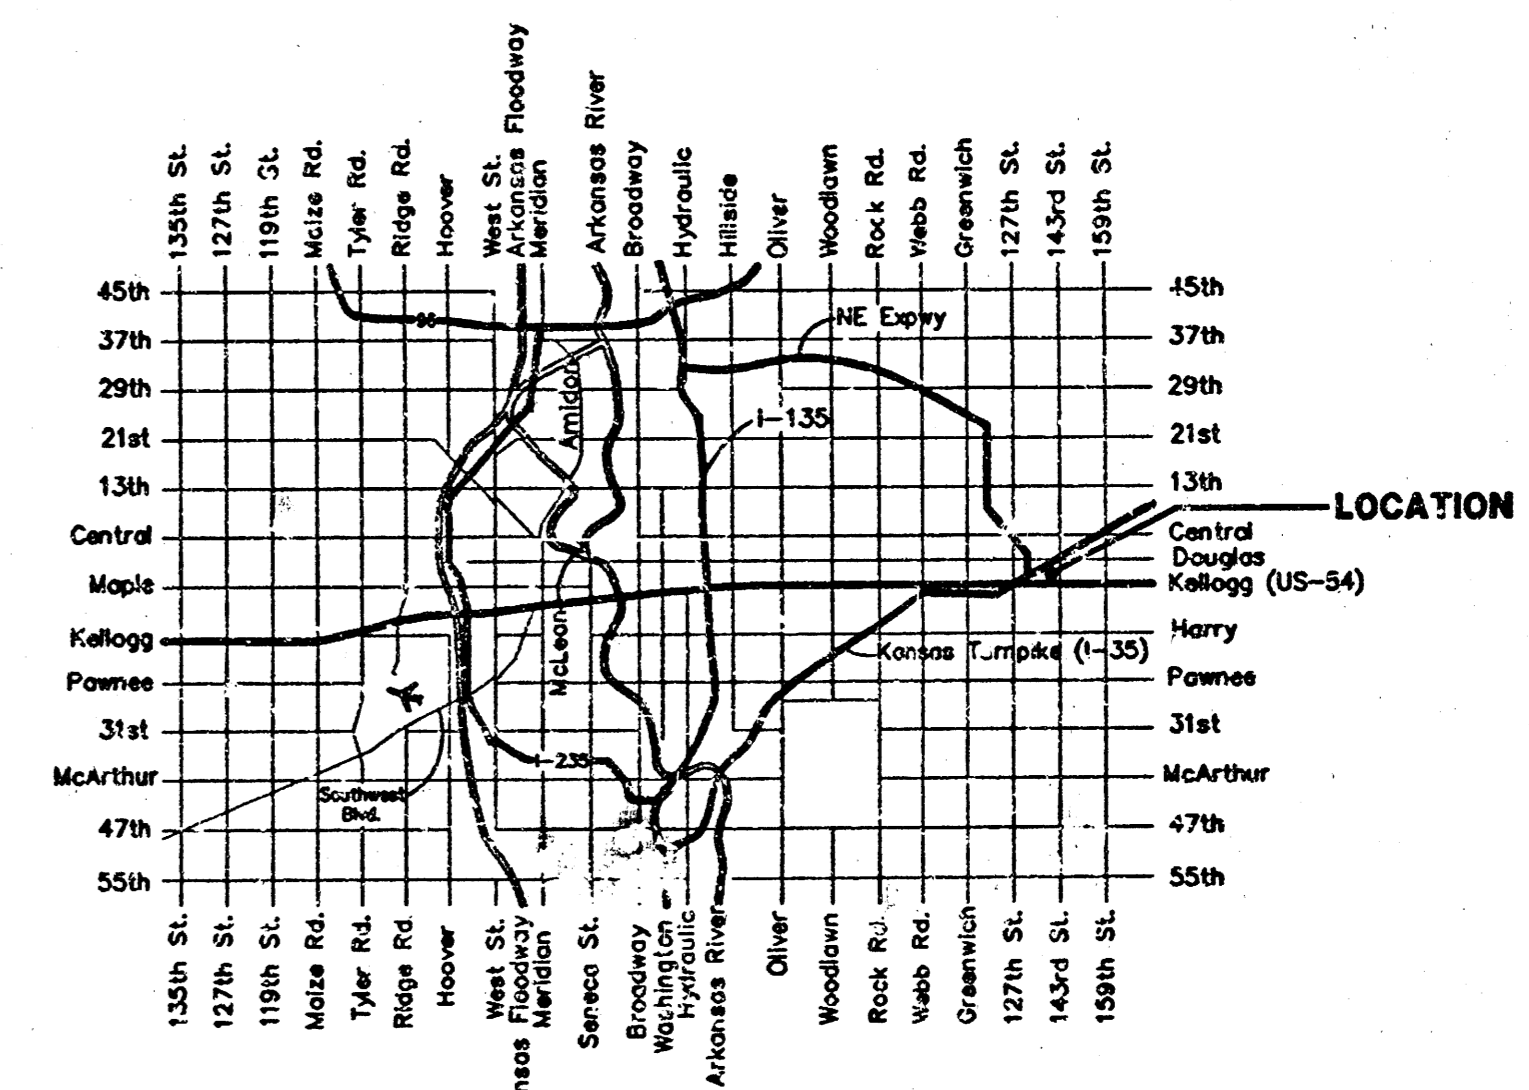 135th St.
127th St.
119th St.
Maize Rd.
Tyler Rd.
Ridge Rd.
Hoover
West St.
Arkansas Floodway
Meridian
Arkansas River
Broadway
Hydraulic
Hillside
Oliver
Woodlawn
Rock Rd.
Webb Rd.
Greenwich
127th St.
143rd St.
159th St.
45th
37th
29th
21st
13th
Central
Maple
Kellogg
Pawnee
31st
McArthur
47th
55th
96
NE Expwy
Amidon
I-135
McLean
Kansas Turnpike (I-35)
I-235
Southwest
Blvd.
45th
37th
29th
21st
13th
LOCATION
Central
Douglas
Kellogg (US-54)
Harry
Pawnee
31st
McArthur
47th
55th
135th St.
127th St.
119th St.
Maize Rd.
Tyler Rd.
Ridge Rd.
Hoover
West St.
nsas Floodway
Meridian
Seneca St.
Broadway
Washington
Hydraulic
Arkansas River
Oliver
Woodlawn
Rock Rd.
Webb Rd.
Greenwich
127th St.
143rd St.
159th St.